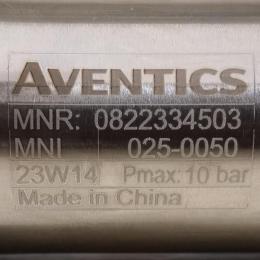 AVENTICS
MNR: 0822334503
MNI 025-0050
23W14 Pmax: 10 bar
Made in China